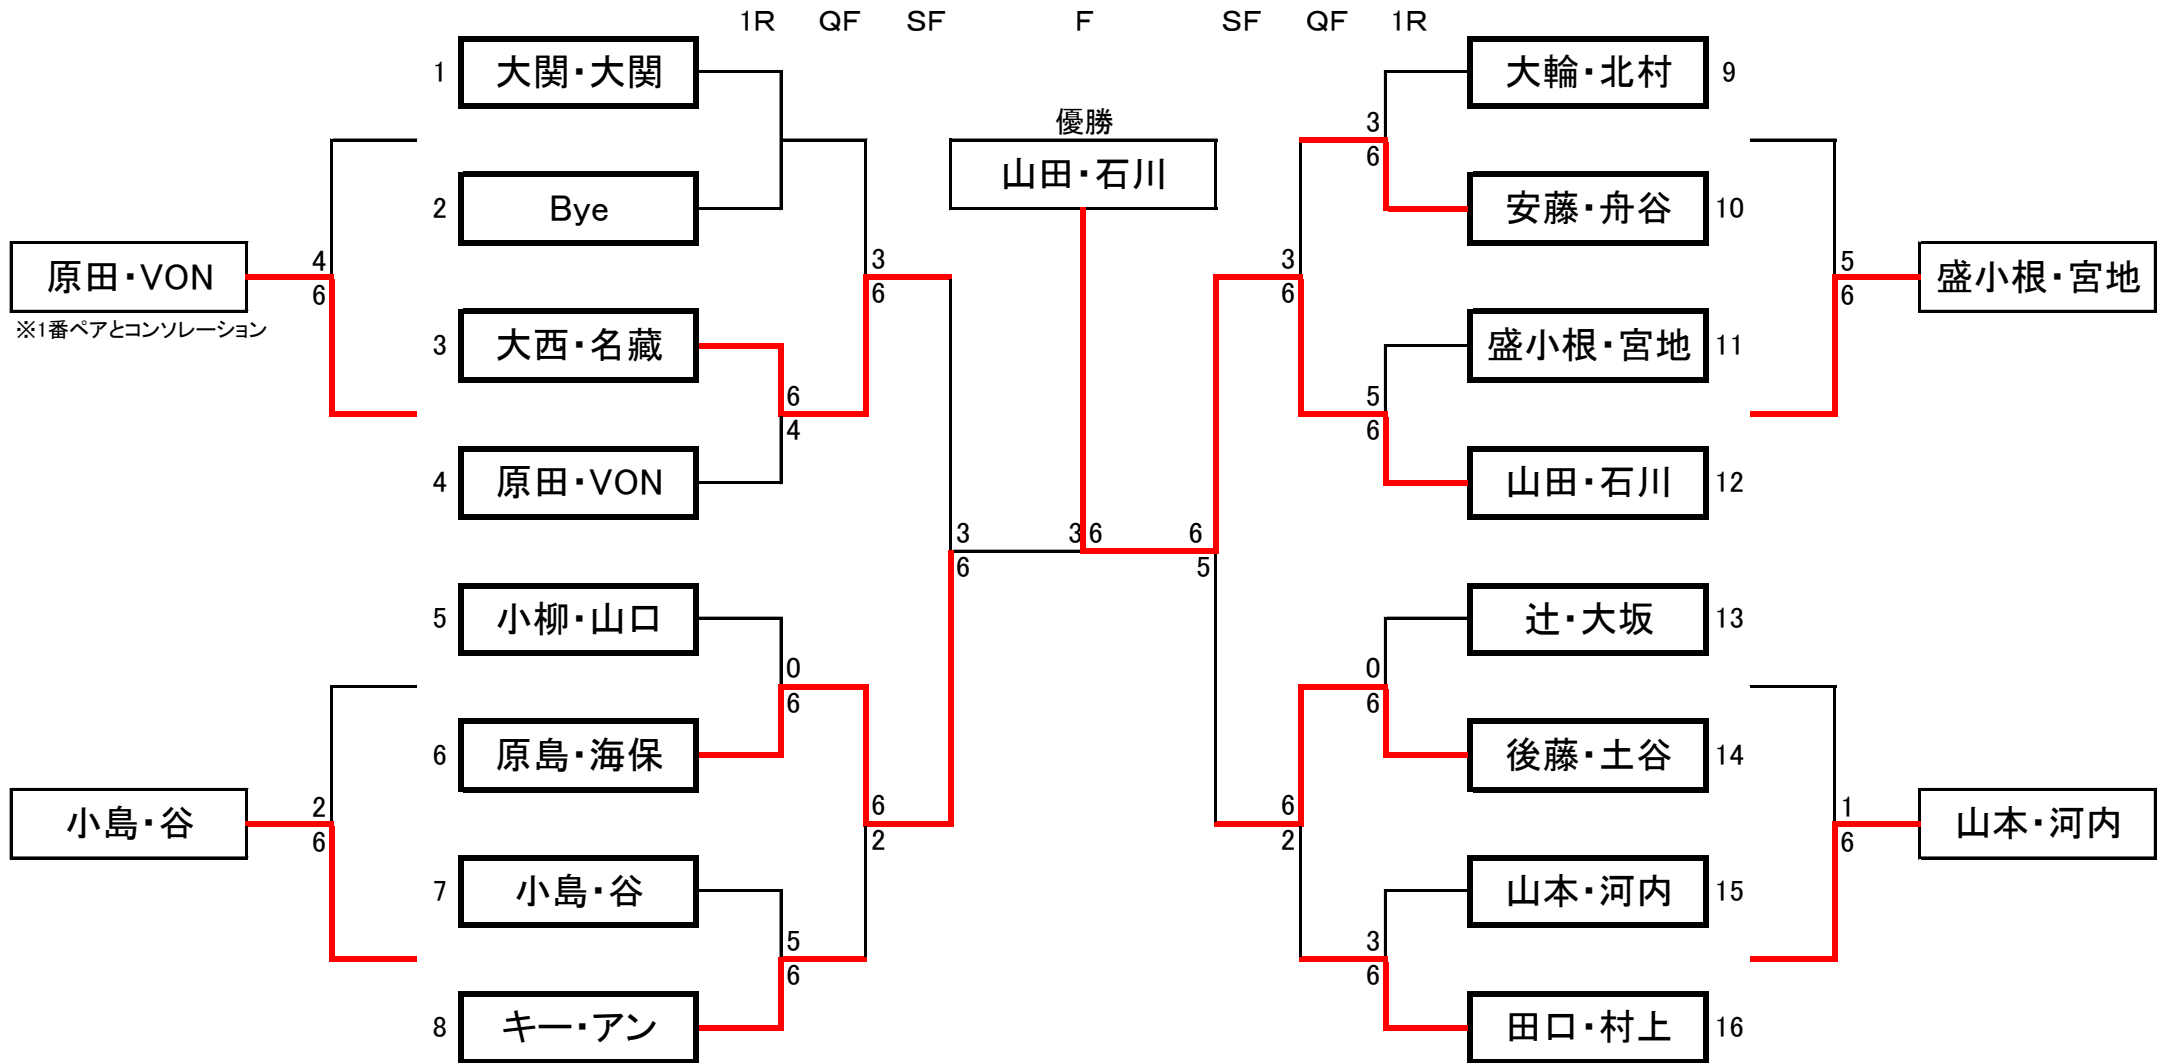 1R QF SF F SF QF 1R
1 大関・大関
大輪・北村 9
優勝
山田・石川
3
6
2 Bye
安藤・舟谷 10
原田・VON
4
6
※1番ペアとコンソレーション
3
6
3
6
5
6
盛小根・宮地
3 大西・名藏
盛小根・宮地 11
6
4
5
6
4 原田・VON
山田・石川 12
3
6
3 6
6
5
5 小柳・山口
辻・大坂 13
0
6
0
6
6 原島・海保
後藤・土谷 14
小島・谷
2
6
6
2
6
2
1
6
山本・河内
7 小島・谷
山本・河内 15
5
6
3
6
8 キー・アン
田口・村上 16